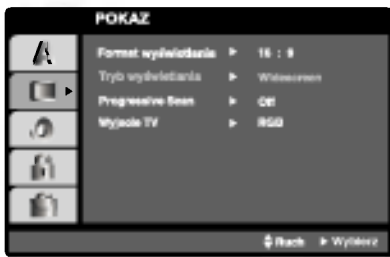 POKAZ
Format wyświetlania ► 16 : 9
Tryb wyświetlania ► Widescreen
Progressive Scan ► Off
Wyjście TV ► RGB
Ruch ► Wybierz